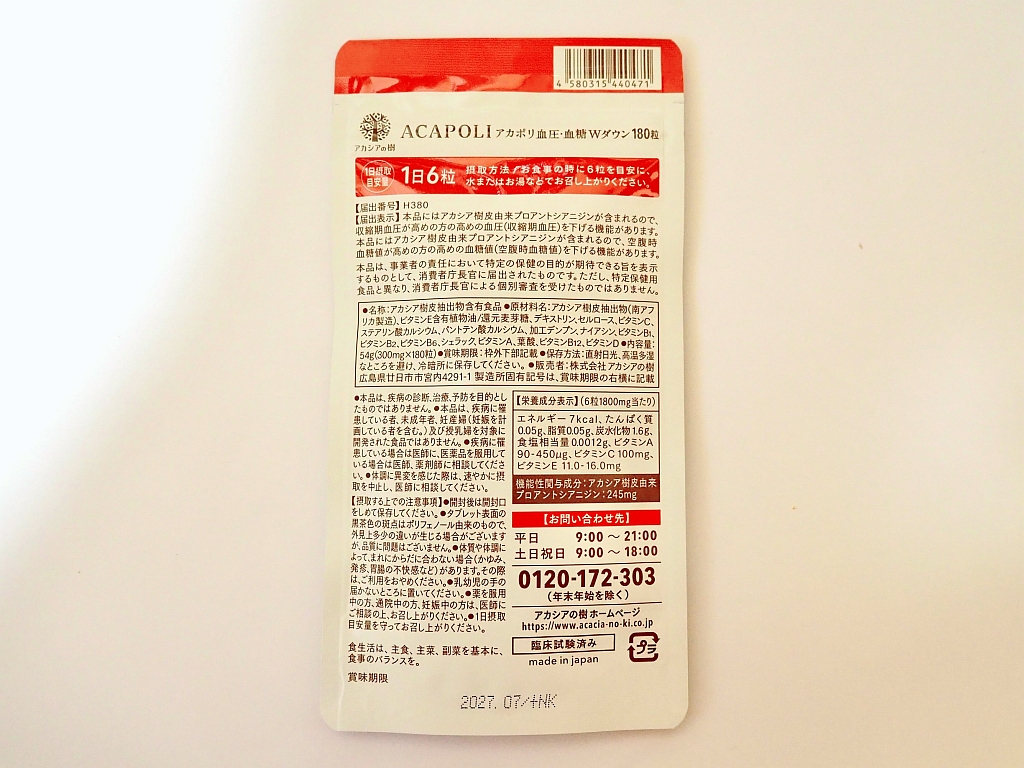 4 580315 440471
アカシアの樹
ACAPOLI アカポリ血圧・血糖Wダウン180粒
1日摂取
目安量
1日6粒
摂取方法/お食事の時に6粒を目安に、
水またはお湯などでお召し上がりください。
【届出番号】H380
【届出表示】本品にはアカシア樹皮由来プロアントシアニジンが含まれるので、
収縮期血圧が高めの方の高めの血圧(収縮期血圧)を下げる機能があります。
本品にはアカシア樹皮由来プロアントシアニジンが含まれるので、空腹時
血糖値が高めの方の高めの血糖値(空腹時血糖値)を下げる機能があります。
本品は、事業者の責任において特定の保健の目的が期待できる旨を表示
するものとして、消費者庁長官に届出されたものです。ただし、特定保健用
食品と異なり、消費者庁長官による個別審査を受けたものではありません。
●名称:アカシア樹皮抽出物含有食品●原材料名:アカシア樹皮抽出物(南アフ
リカ製造)、ビタミンE含有植物油/還元麦芽糖、デキストリン、セルロース、ビタミンC、
ステアリン酸カルシウム、パントテン酸カルシウム、加工デンプン、ナイアシン、ビタミンB₁、
ビタミンB₂、ビタミンB₆、シェラック、ビタミンA、葉酸、ビタミンB₁₂、ビタミンD●内容量:
54g(300mg×180粒)●賞味期限:枠外下部記載●保存方法:直射日光、高温多湿
なところを避け、冷暗所に保存してください。●販売者:株式会社アカシアの樹
広島県廿日市市宮内4291-1 製造所固有記号は、賞味期限の右横に記載
●本品は、疾病の診断、治療、予防を目的とし
たものではありません。●本品は、疾病に罹
患している者、未成年者、妊産婦(妊娠を計
画している者を含む。)及び授乳婦を対象に
開発された食品ではありません。●疾病に罹
患している場合は医師に、医薬品を服用して
いる場合は医師、薬剤師に相談してくださ
い。●体調に異変を感じた際は、速やかに摂
取を中止し、医師に相談してください。
【摂取する上での注意事項】●開封後は開封口
をしめて保存してください。●タブレット表面の
黒茶色の斑点はポリフェノール由来のもので、
外見上多少の違いが生じる場合がございます
が、品質に問題はございません。●体質や体調に
よって、まれにからだに合わない場合(かゆみ、
発疹、胃腸の不快感など)があります。その際
は、ご利用をおやめください。●乳幼児の手の
届かないところに置いてください。●薬を服用
中の方、通院中の方、妊娠中の方は、医師に
ご相談の上、お召し上がりください。●1日摂取
目安量を守ってお召し上がりください。
食生活は、主食、主菜、副菜を基本に、
食事のバランスを。
賞味期限
2027. 07/+NK
【栄養成分表示】(6粒1800mg当たり)
エネルギー7kcal、たんぱく質
0.05g、脂質0.05g、炭水化物1.6g、
食塩相当量0.0012g、ビタミンA
90-450μg、ビタミンC100mg、
ビタミンE 11.0-16.0mg
機能性関与成分:アカシア樹皮由来
プロアントシアニジン:245mg
【お問い合わせ先】
平日 9:00 ～ 21:00
土日祝日 9:00 ～ 18:00
0120-172-303
(年末年始を除く)
アカシアの樹 ホームページ
https://www.acacia-no-ki.co.jp
臨床試験済み
made in japan
プラ